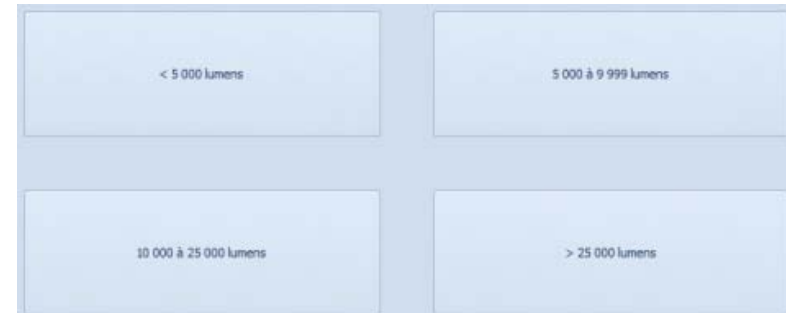 < 5 000 lumens
5 000 à 9 999 lumens
10 000 à 25 000 lumens
> 25 000 lumens